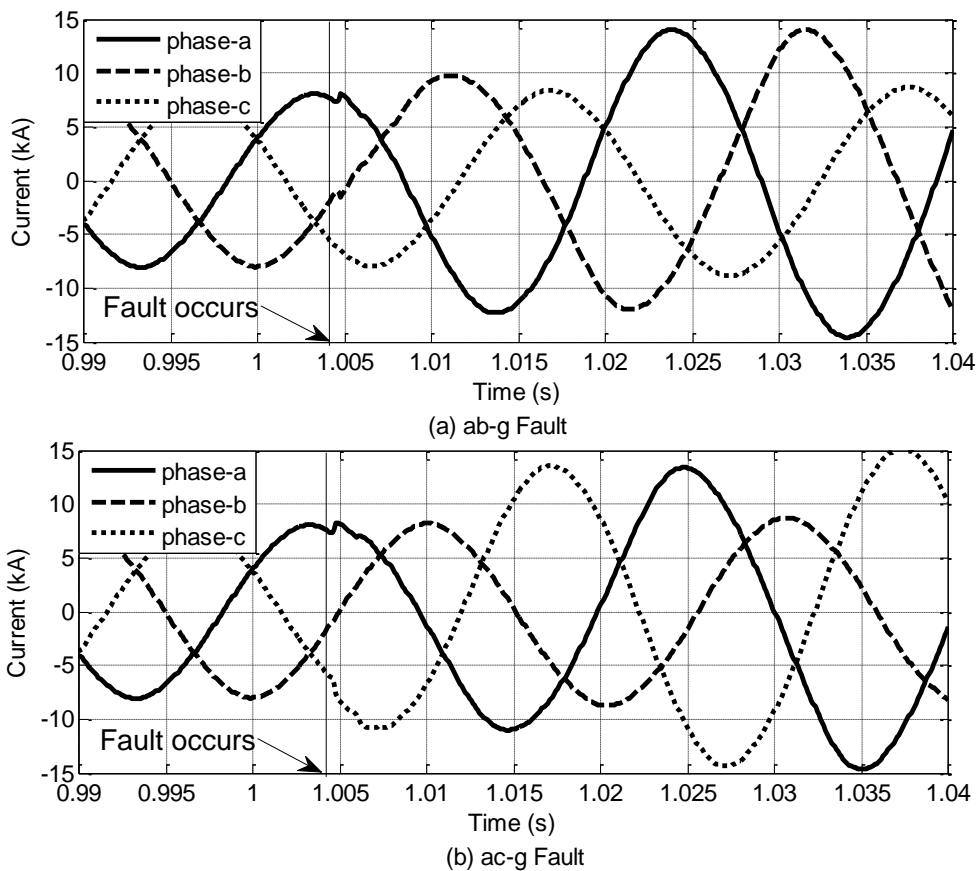 15
10
5
0
-5
-10
-15
Current (kA)
phase-a
phase-b
phase-c
Fault occurs
0.99 0.995 1 1.005 1.01 1.015 1.02 1.025 1.03 1.035 1.04
Time (s)
(a) ab-g Fault
15
10
5
0
-5
-10
-15
Current (kA)
phase-a
phase-b
phase-c
Fault occurs
0.99 0.995 1 1.005 1.01 1.015 1.02 1.025 1.03 1.035 1.04
Time (s)
(b) ac-g Fault